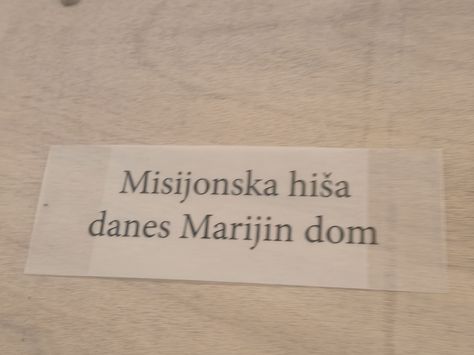 Misijonska hiša
danes Marijin dom